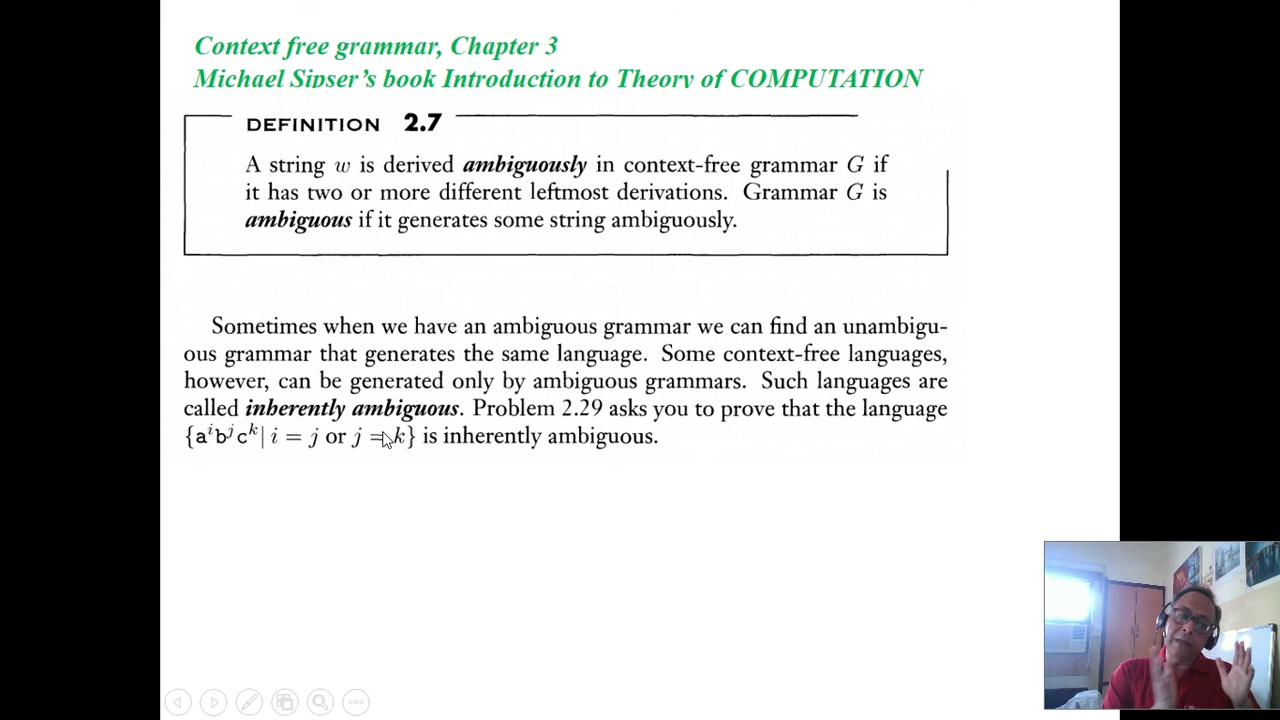 Context free grammar, Chapter 3
Michael Sipser's book Introduction to Theory of COMPUTATION
DEFINITION 2.7
A string w is derived ambiguously in context-free grammar G if
it has two or more different leftmost derivations. Grammar G is
ambiguous if it generates some string ambiguously.
Sometimes when we have an ambiguous grammar we can find an unambigu-
ous grammar that generates the same language. Some context-free languages,
however, can be generated only by ambiguous grammars. Such languages are
called inherently ambiguous. Problem 2.29 asks you to prove that the language
{aⁱbʲcᵏ| i = j or j = k} is inherently ambiguous.